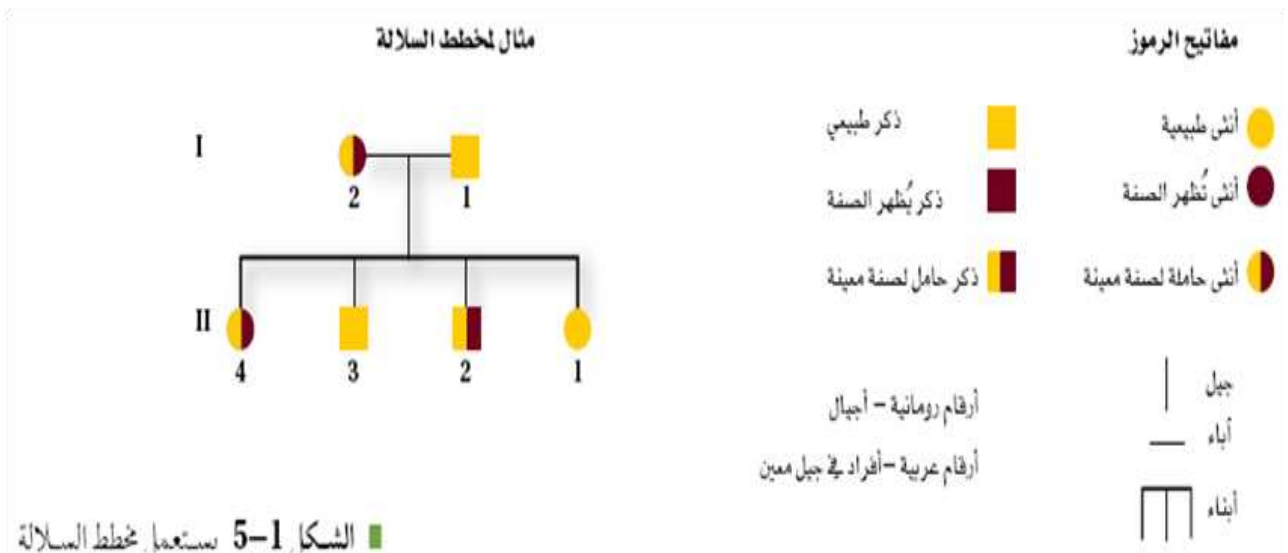 مفاتيح الرموز
أنثى طبيعية
ذكر طبيعي
أنثى تُظهر الصفة
ذكر يُظهر الصفة
أنثى حاملة لصفة معينة
ذكر حامل لصفة معينة
جيل
آباء
أبناء
أرقام رومانية – أجيال
أرقام عربية – أفراد في جيل معين
مثال لمخطط السلالة
I
1
2
II
1
2
3
4
الشكل 1–5 يستعمل مخطط السلالة